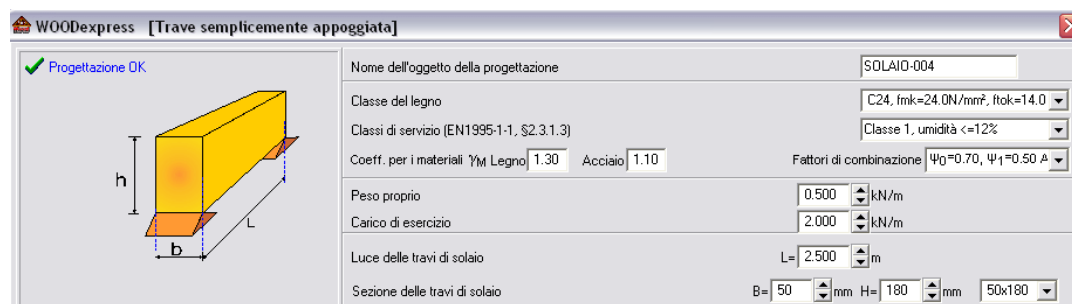 WOODexpress [Trave semplicemente appoggiata]
Progettazione OK
h
L
b
Nome dell'oggetto della progettazione SOLAIO-004
Classe del legno C24, fmk=24.0N/mm², ftok=14.0
Classi di servizio (EN1995-1-1, §2.3.1.3) Classe 1, umidità <=12%
Coeff. per i materiali γM Legno 1.30 Acciaio 1.10 Fattori di combinazione Ψ0=0.70, Ψ1=0.50
Peso proprio 0.500 kN/m
Carico di esercizio 2.000 kN/m
Luce delle travi di solaio L= 2.500 m
Sezione delle travi di solaio B= 50 mm H= 180 mm 50x180